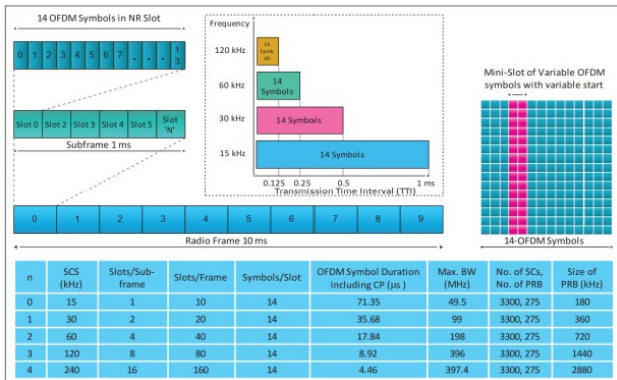 14 OFDM Symbols in NR Slot
0 1 2 3 4 5 6 7 . . . 1
3
Slot 0 Slot 2 Slot 3 Slot 4 Slot 5 Slot
'N'
Subframe 1 ms
Frequency
120 kHz
14
Symb
ols
60 kHz
14
Symbols
30 kHz
14 Symbols
15 kHz
14 Symbols
0.125 0.25 0.5 1 ms
Transmission Time Interval (TTI)
Mini-Slot of Variable OFDM
symbols with variable start
14-OFDM Symbols
0 1 2 3 4 5 6 7 8 9
Radio Frame 10 ms
n SCS (kHz) Slots/Sub-frame Slots/Frame Symbols/Slot OFDM Symbol Duration including CP (µs) Max. BW (MHz) No. of SCs, No. of PRB Size of PRB (kHz)
0 15 1 10 14 71.35 49.5 3300, 275 180
1 30 2 20 14 35.68 99 3300, 275 360
2 60 4 40 14 17.84 198 3300, 275 720
3 120 8 80 14 8.92 396 3300, 275 1440
4 240 16 160 14 4.46 397.4 3300, 275 2880